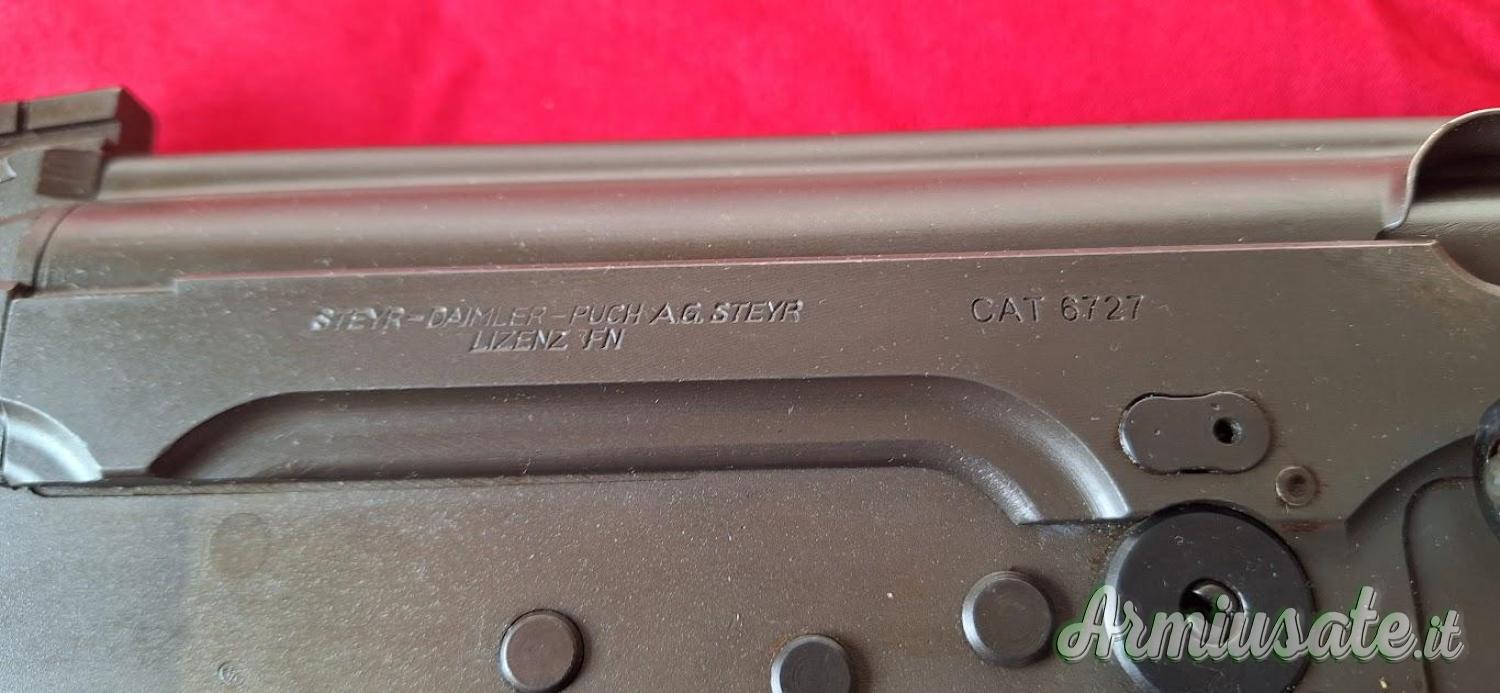 STEYR-DAIMLER-PUCH A.G. STEYR
LIZENZ FN
CAT 6727
Armiusate.it